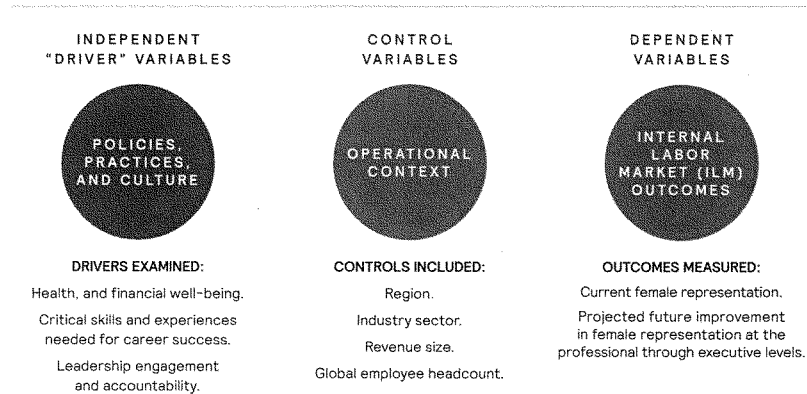 INDEPENDENT
"DRIVER" VARIABLES
POLICIES,
PRACTICES,
AND CULTURE
DRIVERS EXAMINED:
Health, and financial well-being.
Critical skills and experiences
needed for career success.
Leadership engagement
and accountability.
CONTROL
VARIABLES
OPERATIONAL
CONTEXT
CONTROLS INCLUDED:
Region.
Industry sector.
Revenue size.
Global employee headcount.
DEPENDENT
VARIABLES
INTERNAL
LABOR
MARKET (ILM)
OUTCOMES
OUTCOMES MEASURED:
Current female representation.
Projected future improvement
in female representation at the
professional through executive levels.